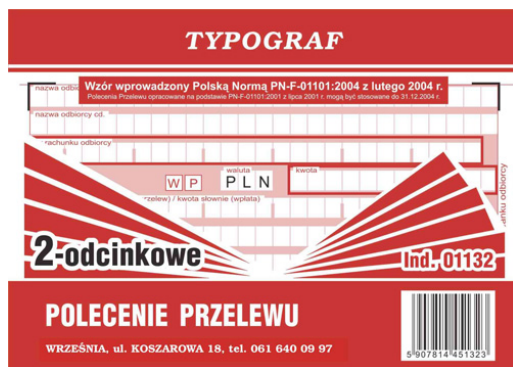 TYPOGRAF
Wzór wprowadzony Polską Normą PN-F-01101:2004 z lutego 2004 r.
Polecenia Przelewu opracowane na podstawie PN-F-01101:2001 z lipca 2001 r. mogą być stosowane do 31.12.2004 r.
nazwa odbio
nazwa odbiorcy cd.
rachunku odbiorcy
waluta
kwota
W P
P L N
rzelew) / kwota słownie (wpłata)
unku odbiorcy
2-odcinkowe
Ind. 01132
POLECENIE PRZELEWU
WRZEŚNIA, ul. KOSZAROWA 18, tel. 061 640 09 97
5 907814 451323